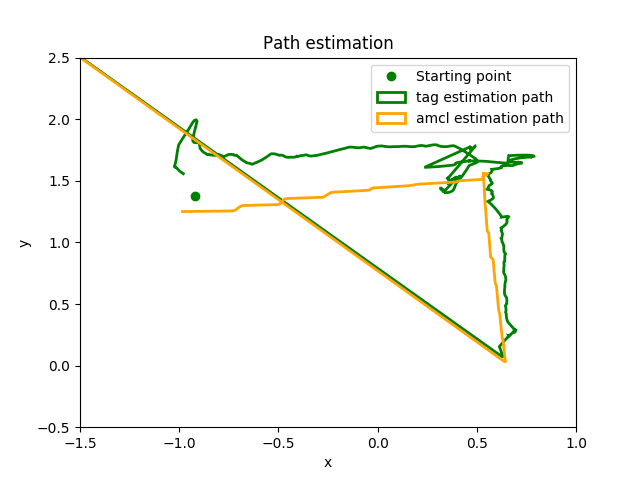 Path estimation
Starting point
tag estimation path
amcl estimation path
2.5
2.0
1.5
1.0
0.5
0.0
−0.5
y
−1.5
−1.0
−0.5
0.0
0.5
1.0
x